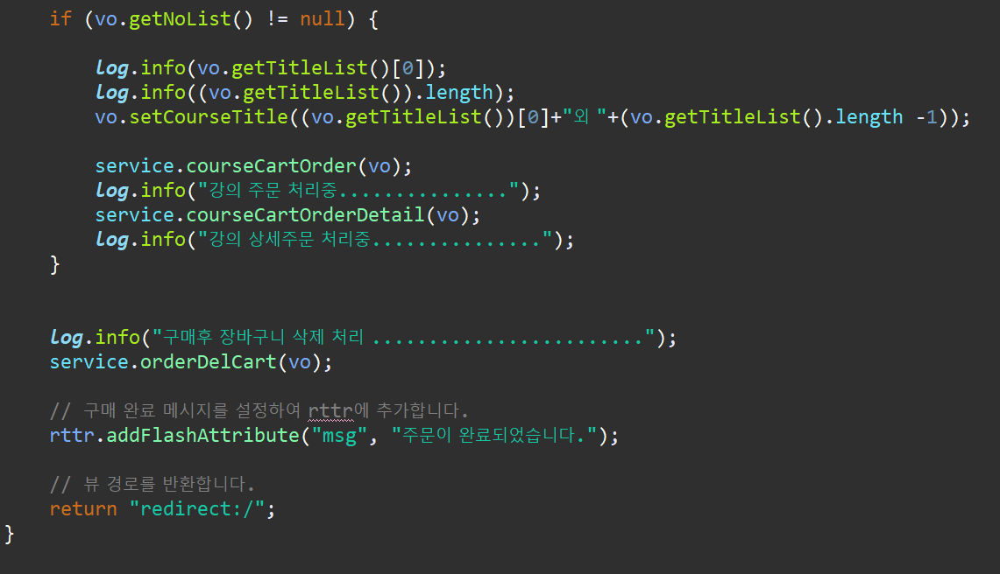 if (vo.getNoList() != null) {
log.info(vo.getTitleList()[0]);
log.info((vo.getTitleList()).length);
vo.setCourseTitle((vo.getTitleList())[0]+"외 "+(vo.getTitleList().length -1));
service.courseCartOrder(vo);
log.info("강의 주문 처리중...............");
service.courseCartOrderDetail(vo);
log.info("강의 상세주문 처리중...............");
}
log.info("구매후 장바구니 삭제 처리 ........................");
service.orderDelCart(vo);
// 구매 완료 메시지를 설정하여 rttr에 추가합니다.
rttr.addFlashAttribute("msg", "주문이 완료되었습니다.");
// 뷰 경로를 반환합니다.
return "redirect:/";
}